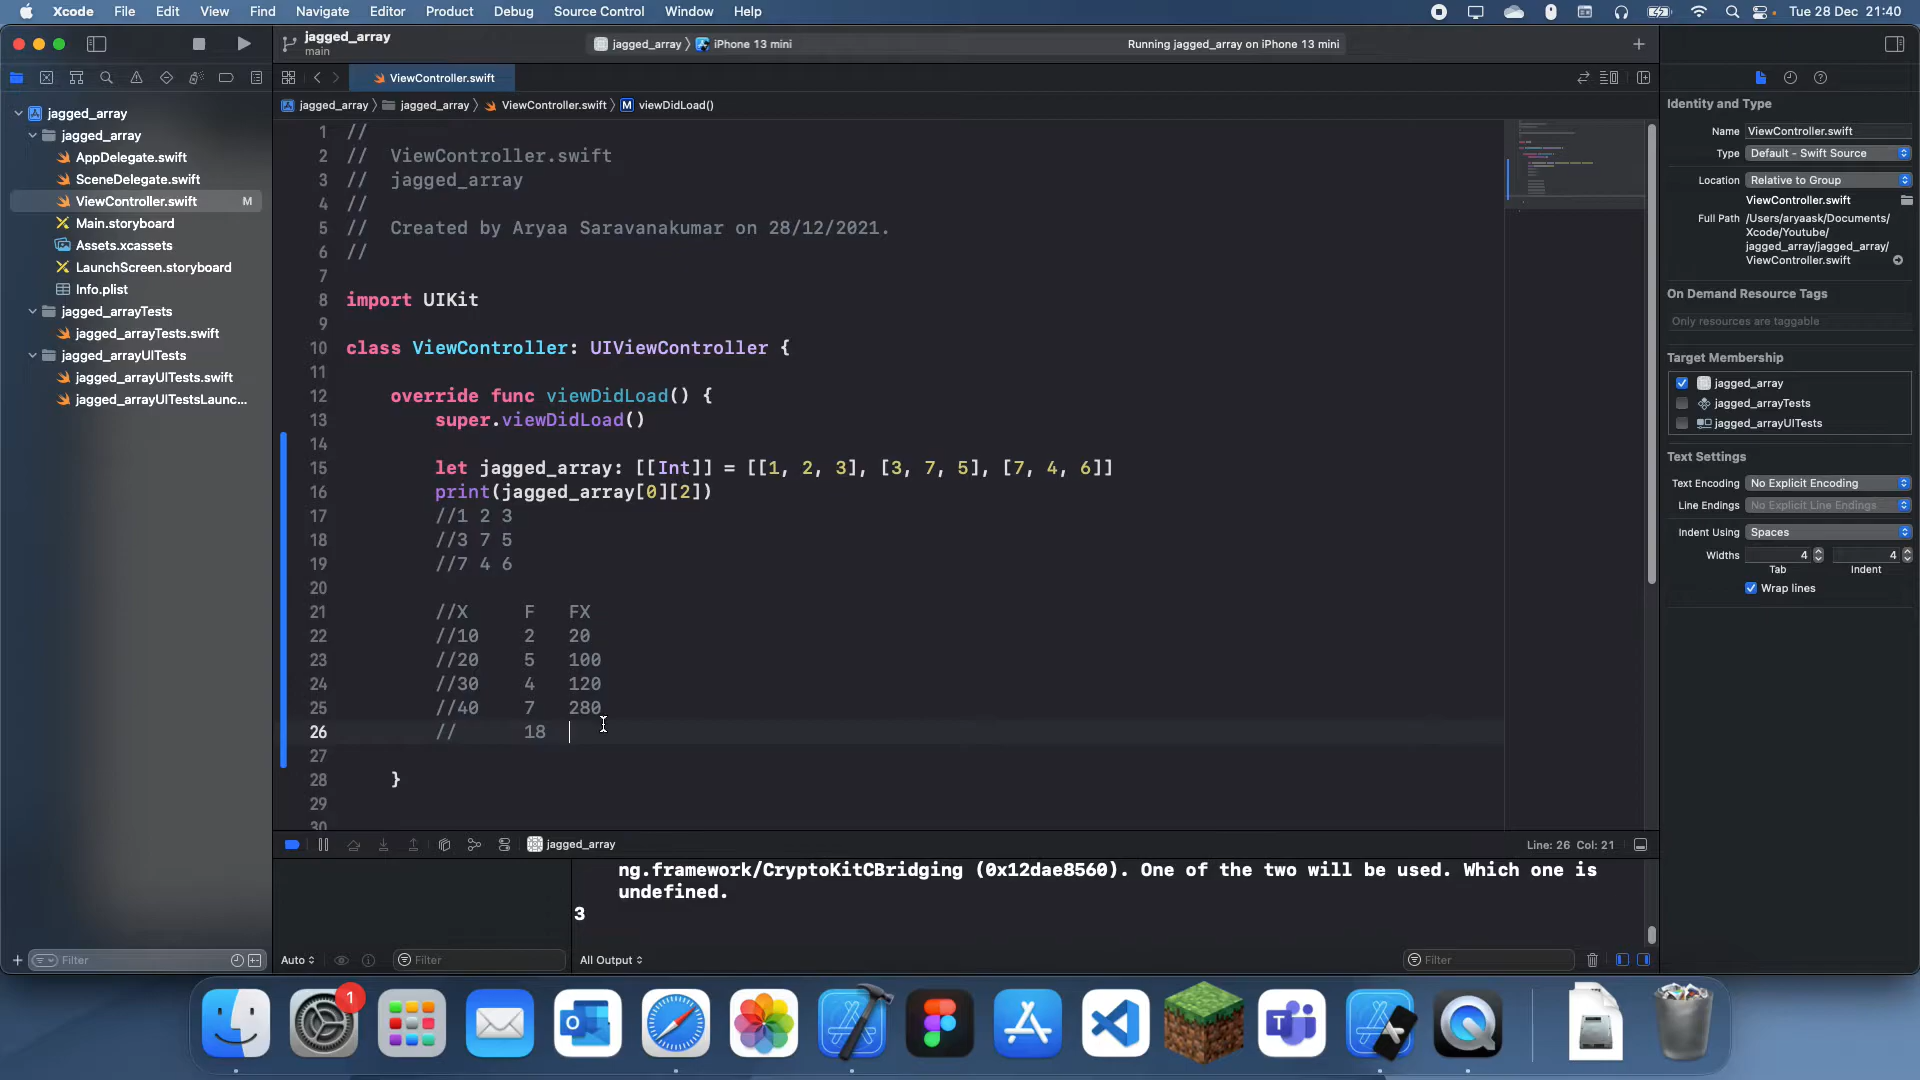 Xcode File Edit View Find Navigate Editor Product Debug Source Control Window Help Tue 28 Dec 21:40
jagged_array
main
jagged_array 〉 iPhone 13 mini Running jagged_array on iPhone 13 mini
ViewController.swift
jagged_array 〉 jagged_array 〉 ViewController.swift 〉 M viewDidLoad()
jagged_array
jagged_array
AppDelegate.swift
SceneDelegate.swift
ViewController.swift M
Main.storyboard
Assets.xcassets
LaunchScreen.storyboard
Info.plist
jagged_arrayTests
jagged_arrayTests.swift
jagged_arrayUITests
jagged_arrayUITests.swift
jagged_arrayUITestsLaunc...
Filter
1 //
2 // ViewController.swift
3 // jagged_array
4 //
5 // Created by Aryaa Saravanakumar on 28/12/2021.
6 //
7
8 import UIKit
9
10 class ViewController: UIViewController {
11
12 override func viewDidLoad() {
13 super.viewDidLoad()
14
15 let jagged_array: [[Int]] = [[1, 2, 3], [3, 7, 5], [7, 4, 6]]
16 print(jagged_array[0][2])
17 //1 2 3
18 //3 7 5
19 //7 4 6
20
21 //X F FX
22 //10 2 20
23 //20 5 100
24 //30 4 120
25 //40 7 280
26 // 18
27
28 }
29
30
jagged_array Line: 26 Col: 21
ng.framework/CryptoKitCBridging (0x12dae8560). One of the two will be used. Which one is
undefined.
3
Auto Filter All Output Filter
Identity and Type
Name ViewController.swift
Type Default - Swift Source
Location Relative to Group
ViewController.swift
Full Path /Users/aryaask/Documents/
Xcode/Youtube/
jagged_array/jagged_array/
ViewController.swift
On Demand Resource Tags
Only resources are taggable
Target Membership
jagged_array
jagged_arrayTests
jagged_arrayUITests
Text Settings
Text Encoding No Explicit Encoding
Line Endings No Explicit Line Endings
Indent Using Spaces
Widths 4 4
Tab Indent
Wrap lines
1